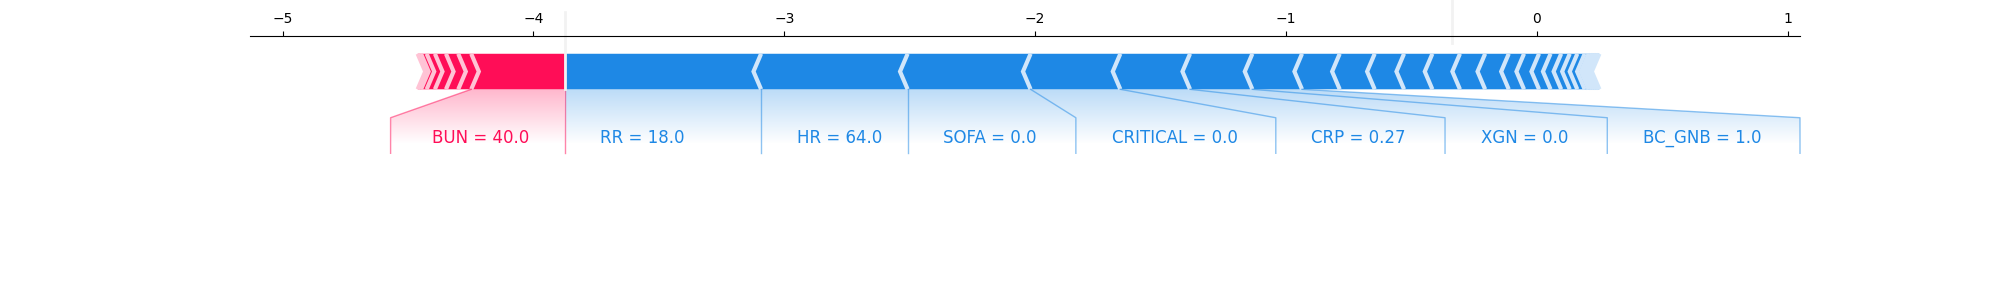 −5 −4 −3 −2 −1 0 1
BUN = 40.0 RR = 18.0 HR = 64.0 SOFA = 0.0 CRITICAL = 0.0 CRP = 0.27 XGN = 0.0 BC_GNB = 1.0